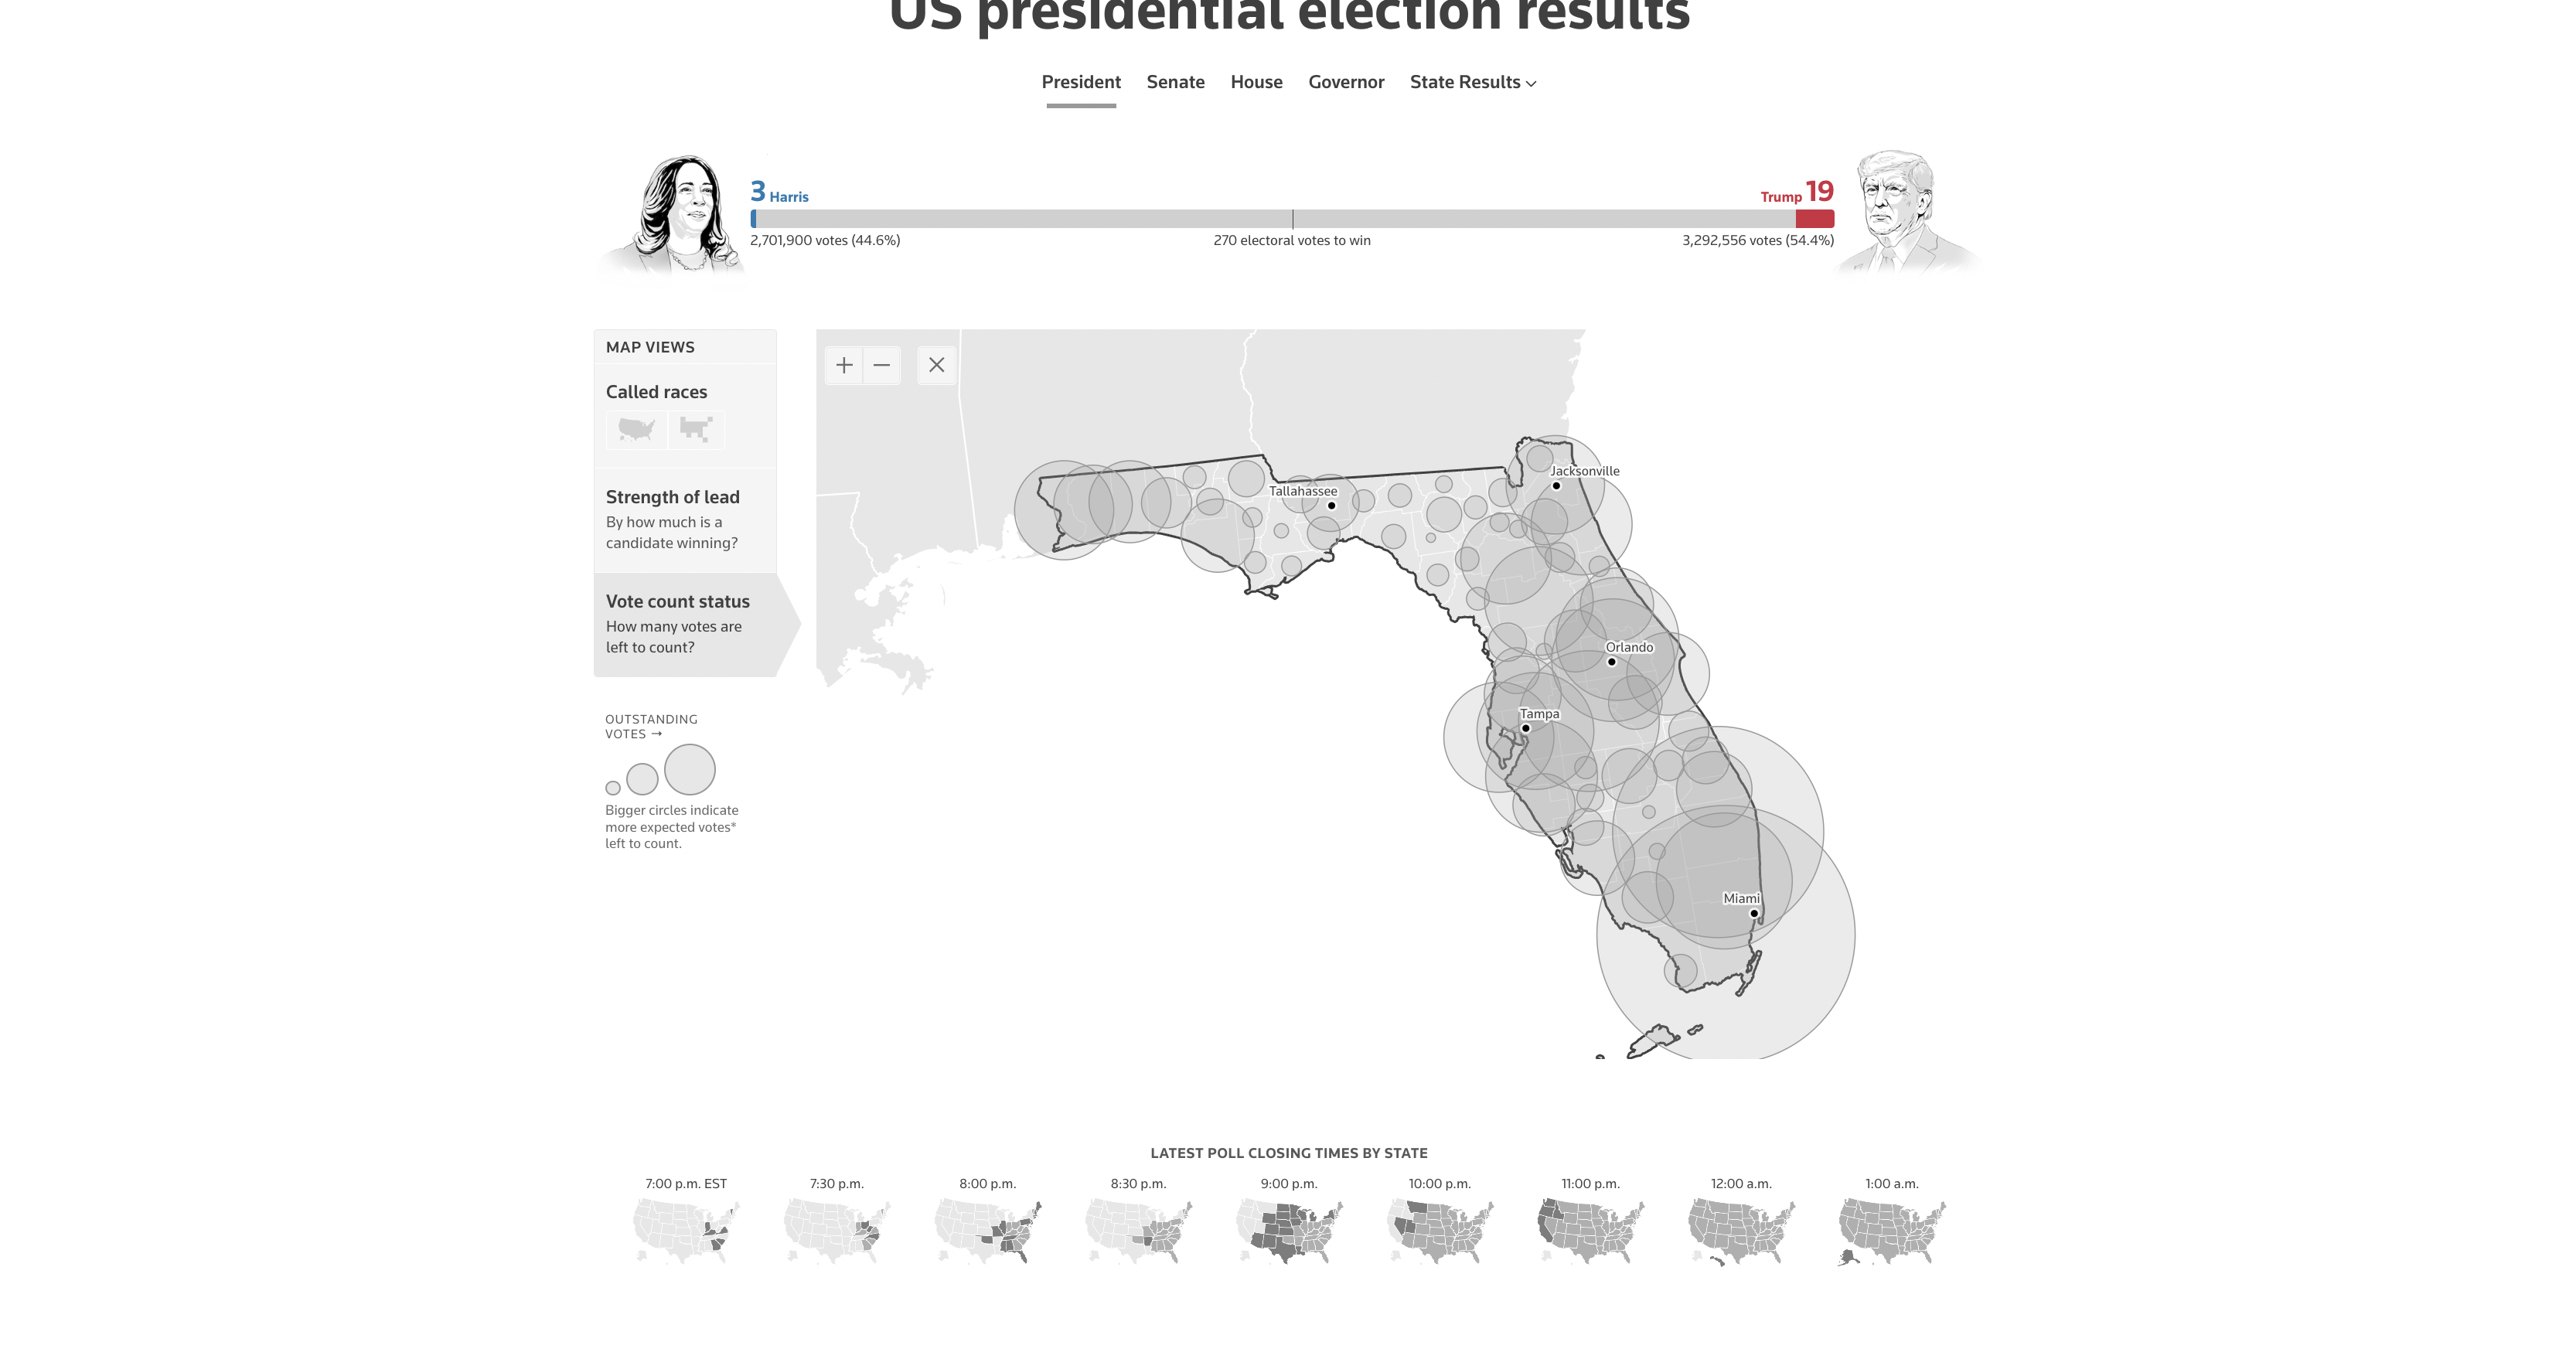 US presidential election results
President Senate House Governor State Results
3 Harris
Trump 19
2,701,900 votes (44.6%)
270 electoral votes to win
3,292,556 votes (54.4%)
MAP VIEWS
Called races
Strength of lead
By how much is a
candidate winning?
Vote count status
How many votes are
left to count?
OUTSTANDING
VOTES →
Bigger circles indicate
more expected votes*
left to count.
Jacksonville
Tallahassee
Orlando
Tampa
Miami
LATEST POLL CLOSING TIMES BY STATE
7:00 p.m. EST 7:30 p.m. 8:00 p.m. 8:30 p.m. 9:00 p.m. 10:00 p.m. 11:00 p.m. 12:00 a.m. 1:00 a.m.